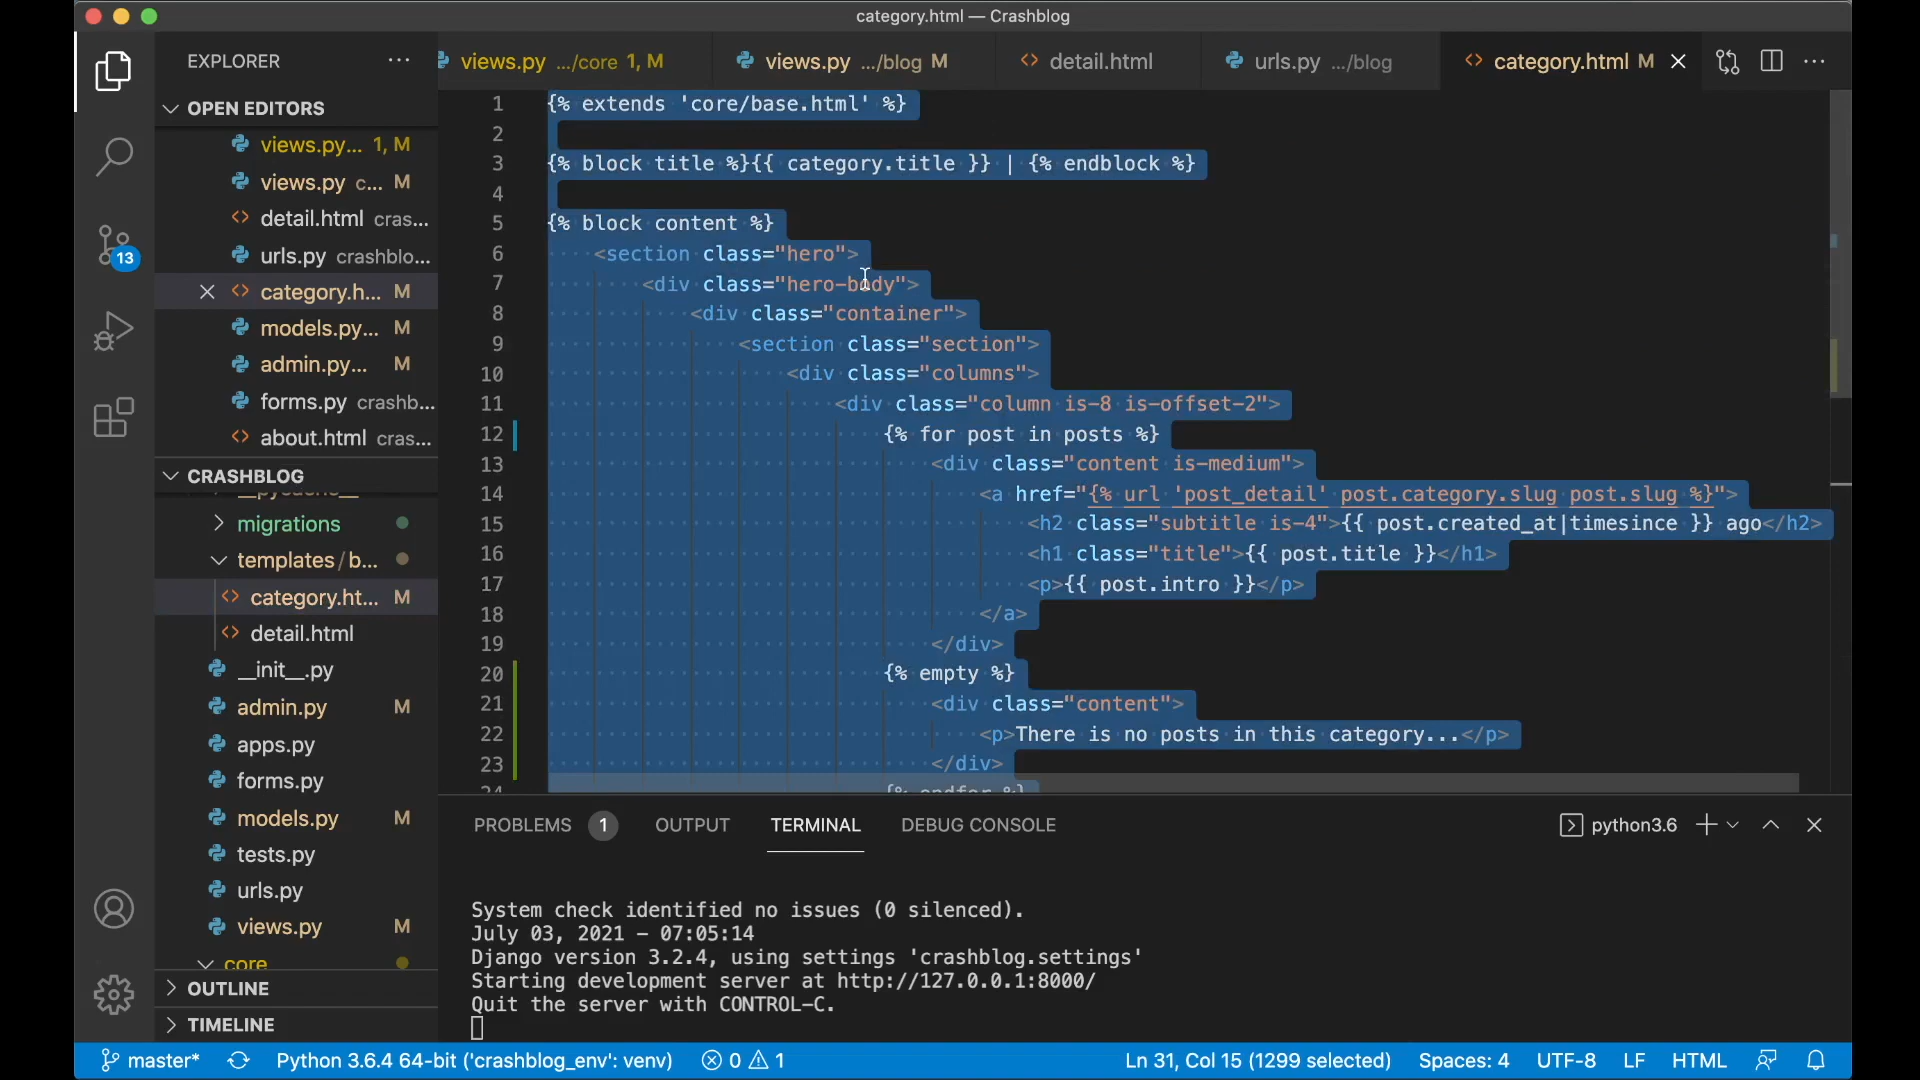 category.html — Crashblog
EXPLORER
views.py .../core 1, M
views.py .../blog M
detail.html
urls.py .../blog
category.html M
OPEN EDITORS
views.py... 1, M
views.py c... M
detail.html cras...
urls.py crashblo...
category.h... M
models.py... M
admin.py... M
forms.py crashb...
about.html cras...
13
CRASHBLOG
__pycache__
migrations
templates/b...
category.ht... M
detail.html
__init__.py
admin.py M
apps.py
forms.py
models.py M
tests.py
urls.py
views.py M
core
OUTLINE
TIMELINE
1 {% extends 'core/base.html' %}
2
3 {% block title %}{{ category.title }} | {% endblock %}
4
5 {% block content %}
6 <section class="hero">
7 <div class="hero-body">
8 <div class="container">
9 <section class="section">
10 <div class="columns">
11 <div class="column is-8 is-offset-2">
12 {% for post in posts %}
13 <div class="content is-medium">
14 <a href="{% url 'post_detail' post.category.slug post.slug %}">
15 <h2 class="subtitle is-4">{{ post.created_at|timesince }} ago</h2>
16 <h1 class="title">{{ post.title }}</h1>
17 <p>{{ post.intro }}</p>
18 </a>
19 </div>
20 {% empty %}
21 <div class="content">
22 <p>There is no posts in this category...</p>
23 </div>
24 {% endfor %}
PROBLEMS 1 OUTPUT TERMINAL DEBUG CONSOLE
python3.6
System check identified no issues (0 silenced).
July 03, 2021 - 07:05:14
Django version 3.2.4, using settings 'crashblog.settings'
Starting development server at http://127.0.0.1:8000/
Quit the server with CONTROL-C.
master* Python 3.6.4 64-bit ('crashblog_env': venv) 0 1 Ln 31, Col 15 (1299 selected) Spaces: 4 UTF-8 LF HTML